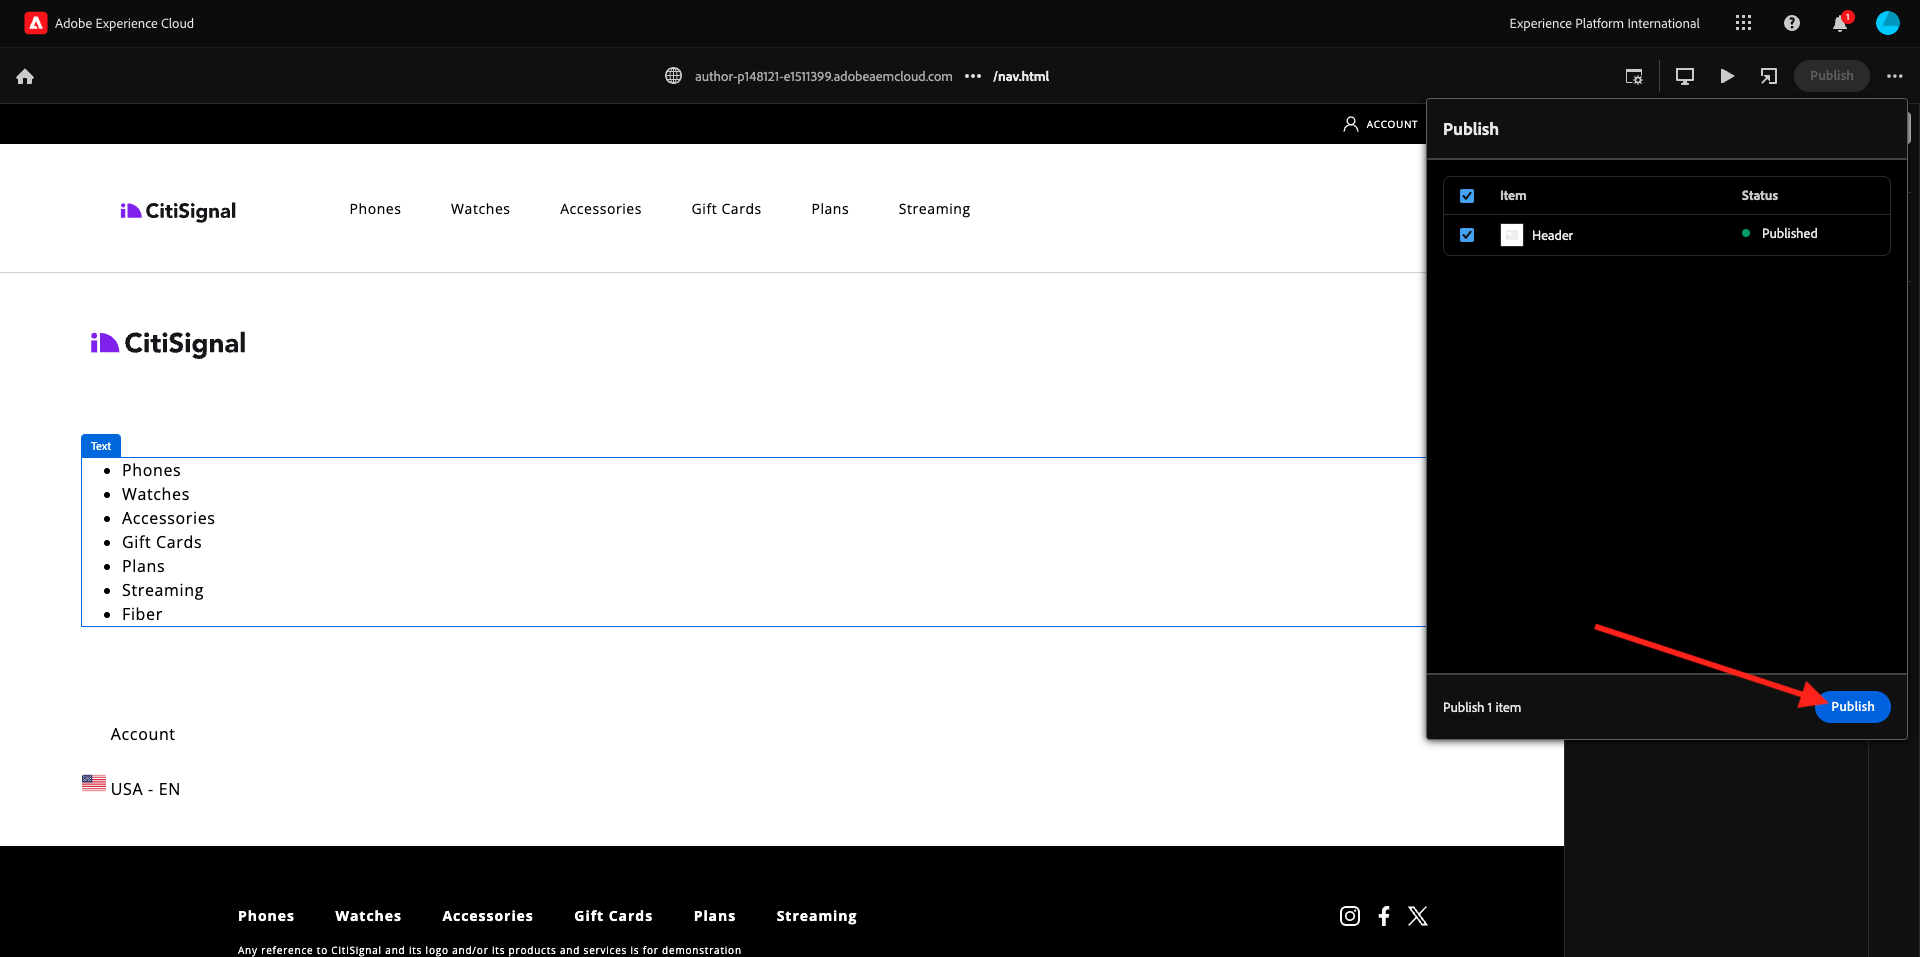 Adobe Experience Cloud
Experience Platform International
1
author-p148121-e1511399.adobeaemcloud.com ••• /nav.html
Publish
ACCOUNT
Publish
Item Status
Header Published
CitiSignal
Phones Watches Accessories Gift Cards Plans Streaming
CitiSignal
Text
Phones
Watches
Accessories
Gift Cards
Plans
Streaming
Fiber
Publish 1 item
Publish
Account
USA - EN
Phones Watches Accessories Gift Cards Plans Streaming
Any reference to CitiSignal and its logo and/or its products and services is for demonstration